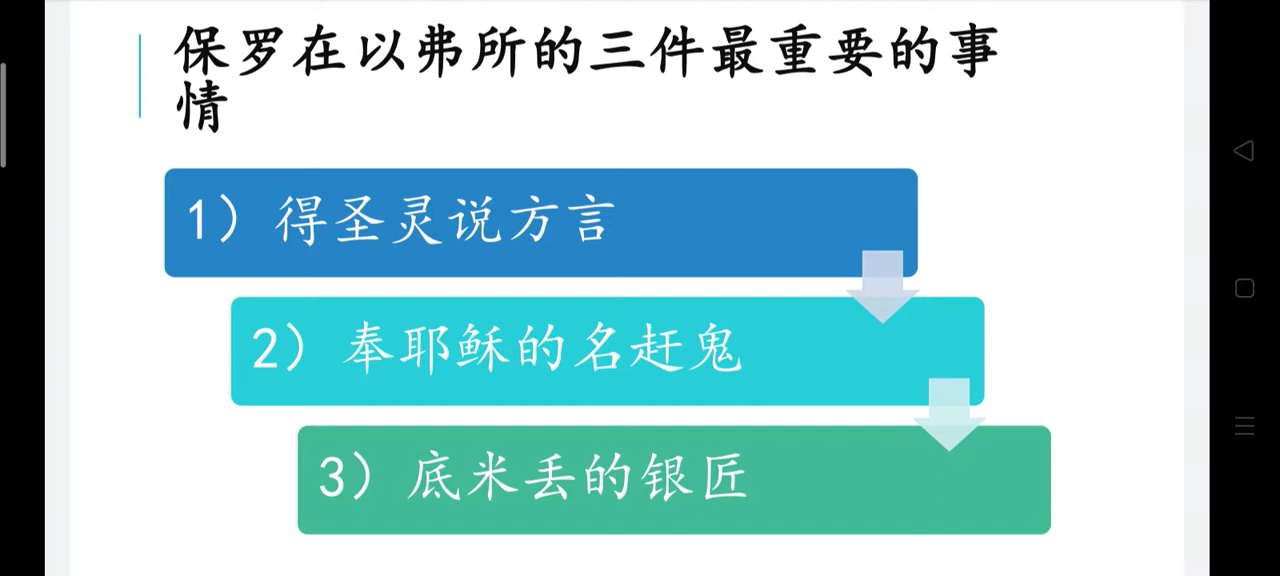 保罗在以弗所的三件最重要的事
情
1）得圣灵说方言
2）奉耶稣的名赶鬼
3）底米丢的银匠